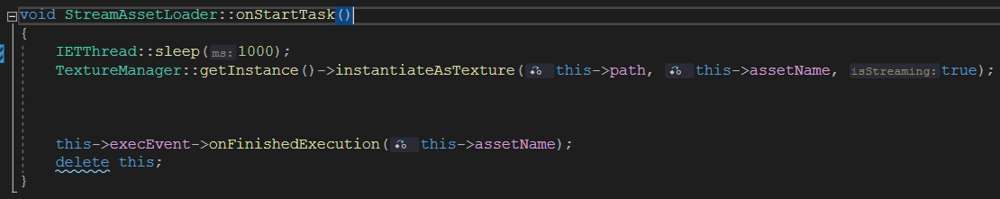 void StreamAssetLoader::onStartTask()
{
IETThread::sleep(ms:1000);
TextureManager::getInstance()->instantiateAsTexture(this->path, this->assetName, isStreaming:true);
this->execEvent->onFinishedExecution(this->assetName);
delete this;
}